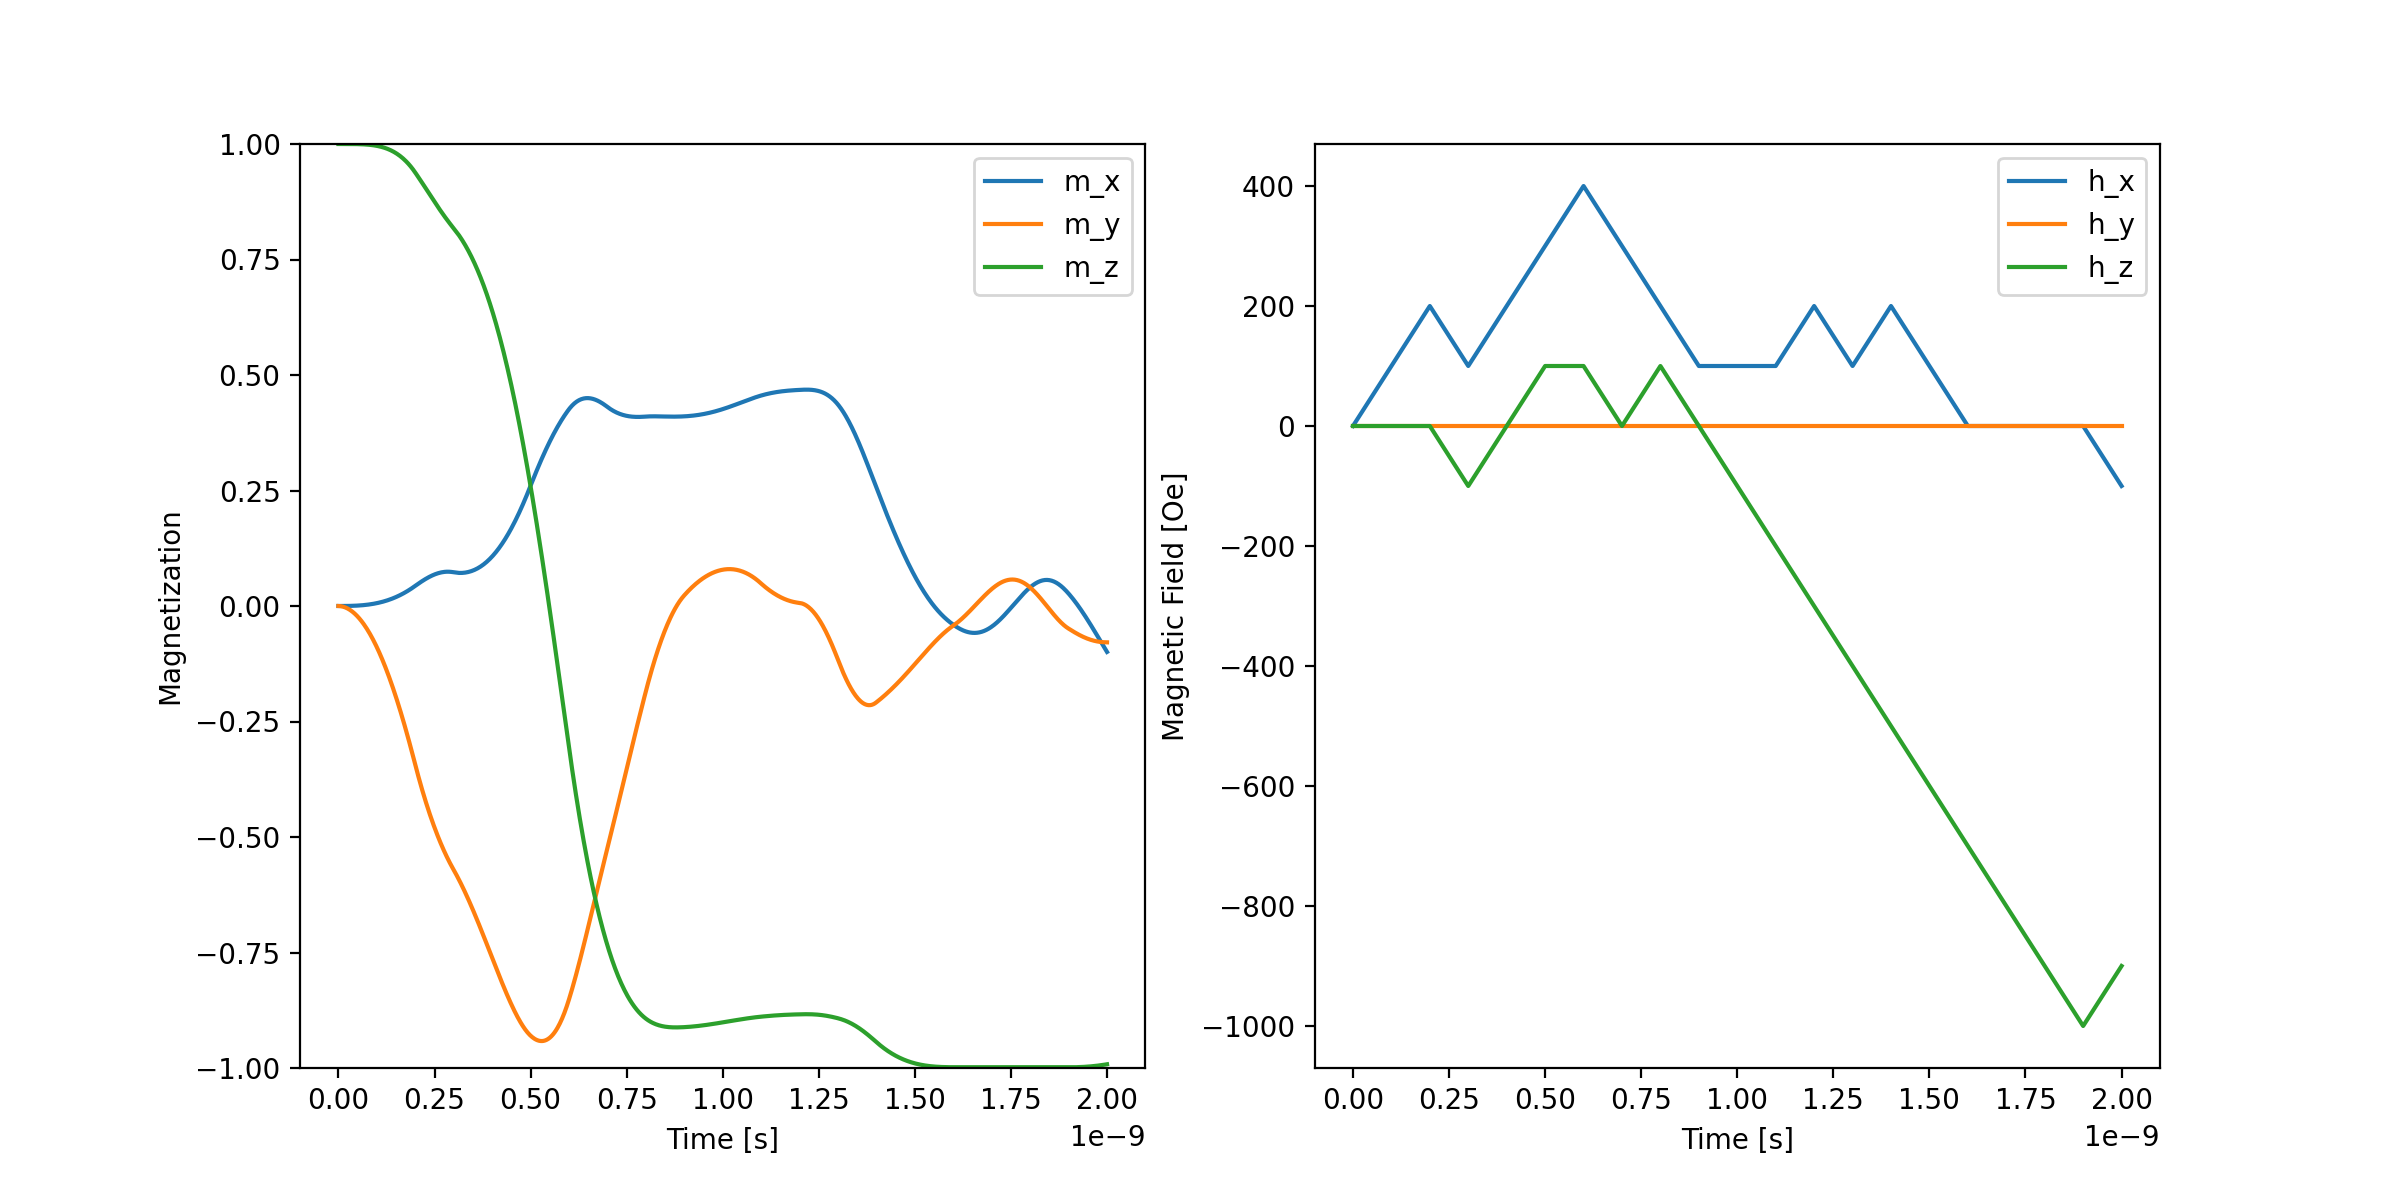 1.00
0.75
0.50
0.25
0.00
−0.25
−0.50
−0.75
−1.00
Magnetization
0.00 0.25 0.50 0.75 1.00 1.25 1.50 1.75 2.00
Time [s]
1e−9
m_x
m_y
m_z
400
200
0
−200
−400
−600
−800
−1000
Magnetic Field [Oe]
0.00 0.25 0.50 0.75 1.00 1.25 1.50 1.75 2.00
Time [s]
1e−9
h_x
h_y
h_z